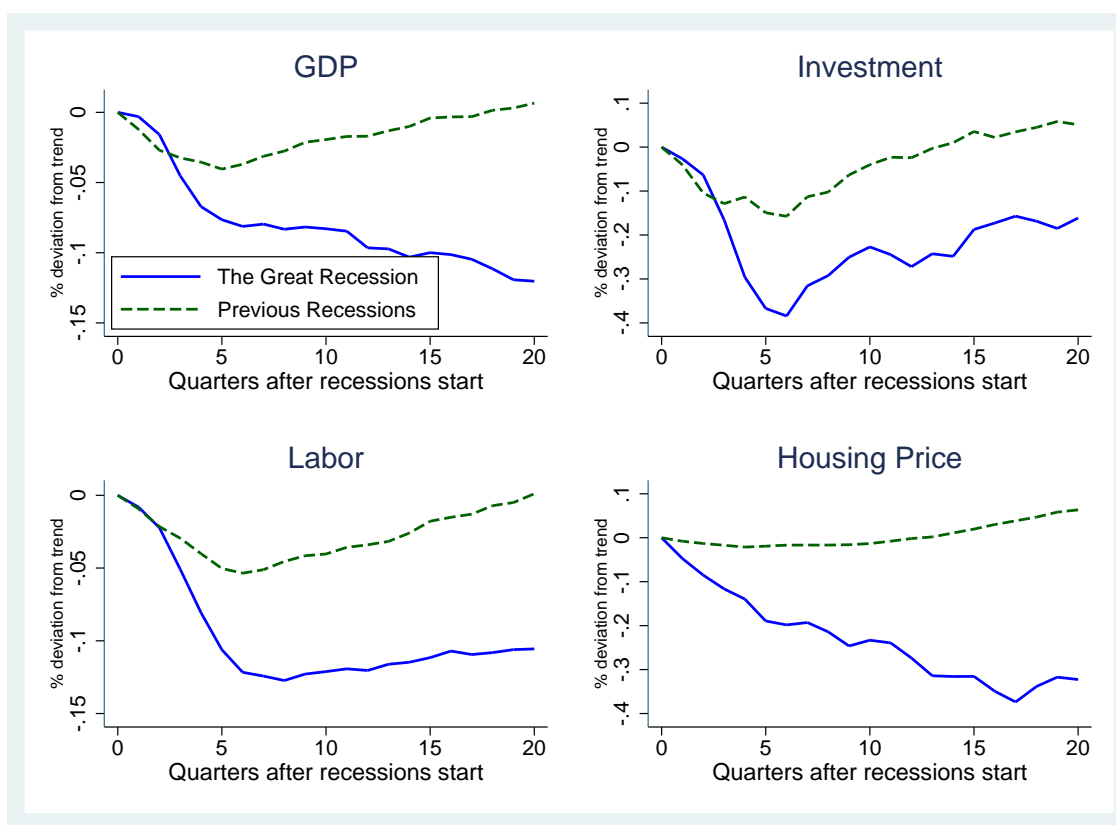 GDP
% deviation from trend
0
-.05
-.1
-.15
The Great Recession
Previous Recessions
0 5 10 15 20
Quarters after recessions start
Investment
% deviation from trend
.1
0
-.1
-.2
-.3
-.4
0 5 10 15 20
Quarters after recessions start
Labor
% deviation from trend
0
-.05
-.1
-.15
0 5 10 15 20
Quarters after recessions start
Housing Price
% deviation from trend
.1
0
-.1
-.2
-.3
-.4
0 5 10 15 20
Quarters after recessions start